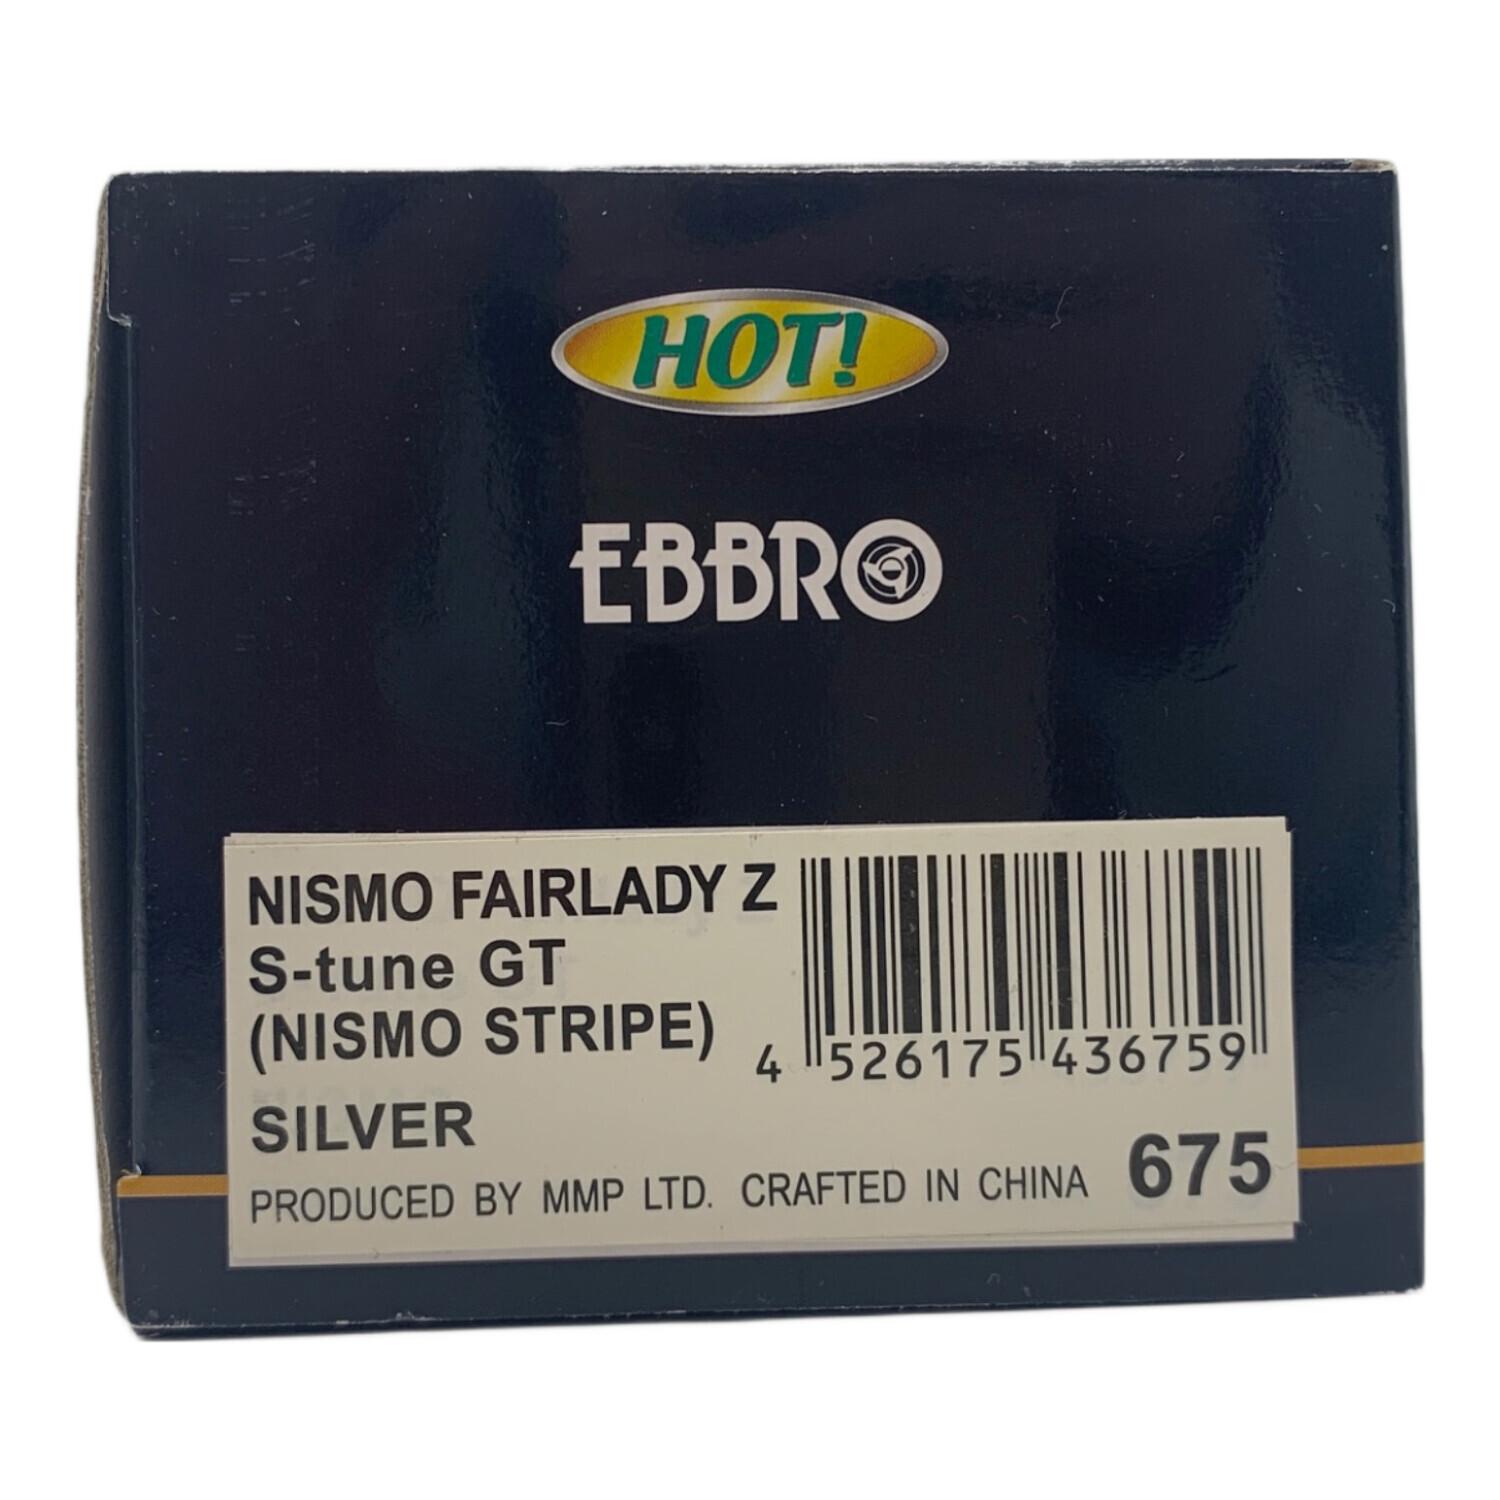 HOT!
EBBRO
NISMO FAIRLADY Z
S-tune GT
(NISMO STRIPE)
4 526175 436759
SILVER
PRODUCED BY MMP LTD. CRAFTED IN CHINA 675